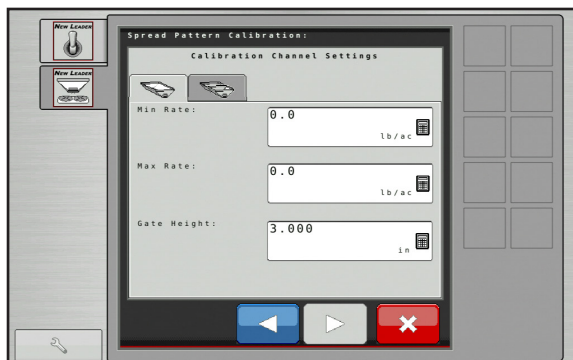 NEW LEADER
NEW LEADER
Spread Pattern Calibration:
Calibration Channel Settings
Min Rate:
0.0
lb/ac
Max Rate:
0.0
lb/ac
Gate Height:
3.000
in